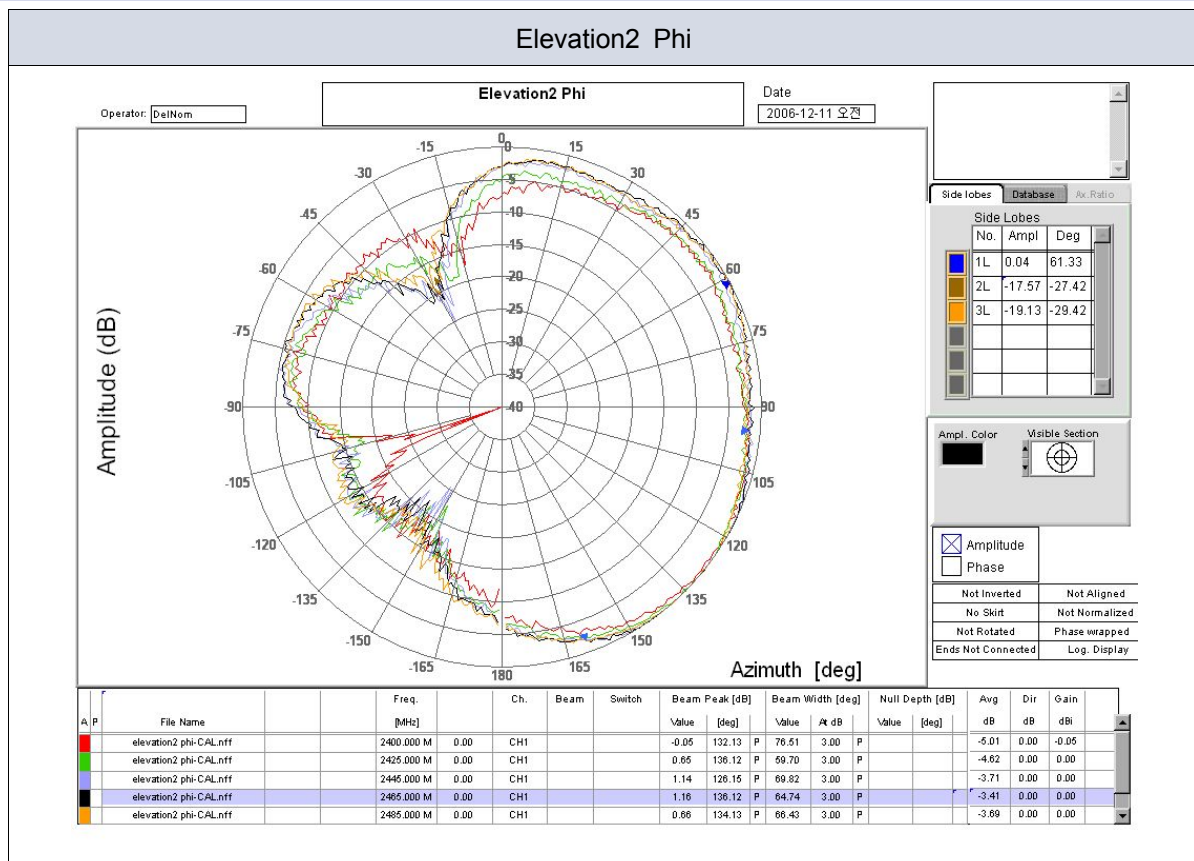 Elevation2 Phi
Elevation2 Phi
Operator: DelNom
Date
2006-12-11 오전
Amplitude (dB)
Azimuth [deg]
0
15
30
45
60
75
90
105
120
135
150
165
180
-165
-150
-135
-120
-105
-90
-75
-60
-45
-30
-15
0
-5
-10
-15
-20
-25
-30
-35
-40
Side lobes Database Ax.Ratio
Side Lobes
No. Ampl Deg
1L 0.04 61.33
2L -17.57 -27.42
3L -19.13 -29.42
Ampl. Color Visible Section
Amplitude
Phase
Not Inverted Not Aligned
No Skirt Not Normalized
Not Rotated Phase wrapped
Ends Not Connected Log. Display
Freq. Ch. Beam Switch Beam Peak [dB] Beam Width [deg] Null Depth [dB] Avg Dir Gain
A P File Name [MHz] Value [deg] Value At dB Value [deg] dB dB dBi
elevation2 phi-CAL.nff 2400.000 M 0.00 CH1 -0.05 132.13 P 76.51 3.00 P -5.01 0.00 -0.05
elevation2 phi-CAL.nff 2425.000 M 0.00 CH1 0.65 136.12 P 59.70 3.00 P -4.62 0.00 0.00
elevation2 phi-CAL.nff 2445.000 M 0.00 CH1 1.14 126.15 P 69.82 3.00 P -3.71 0.00 0.00
elevation2 phi-CAL.nff 2465.000 M 0.00 CH1 1.16 136.12 P 64.74 3.00 P -3.41 0.00 0.00
elevation2 phi-CAL.nff 2485.000 M 0.00 CH1 0.66 134.13 P 66.43 3.00 P -3.69 0.00 0.00